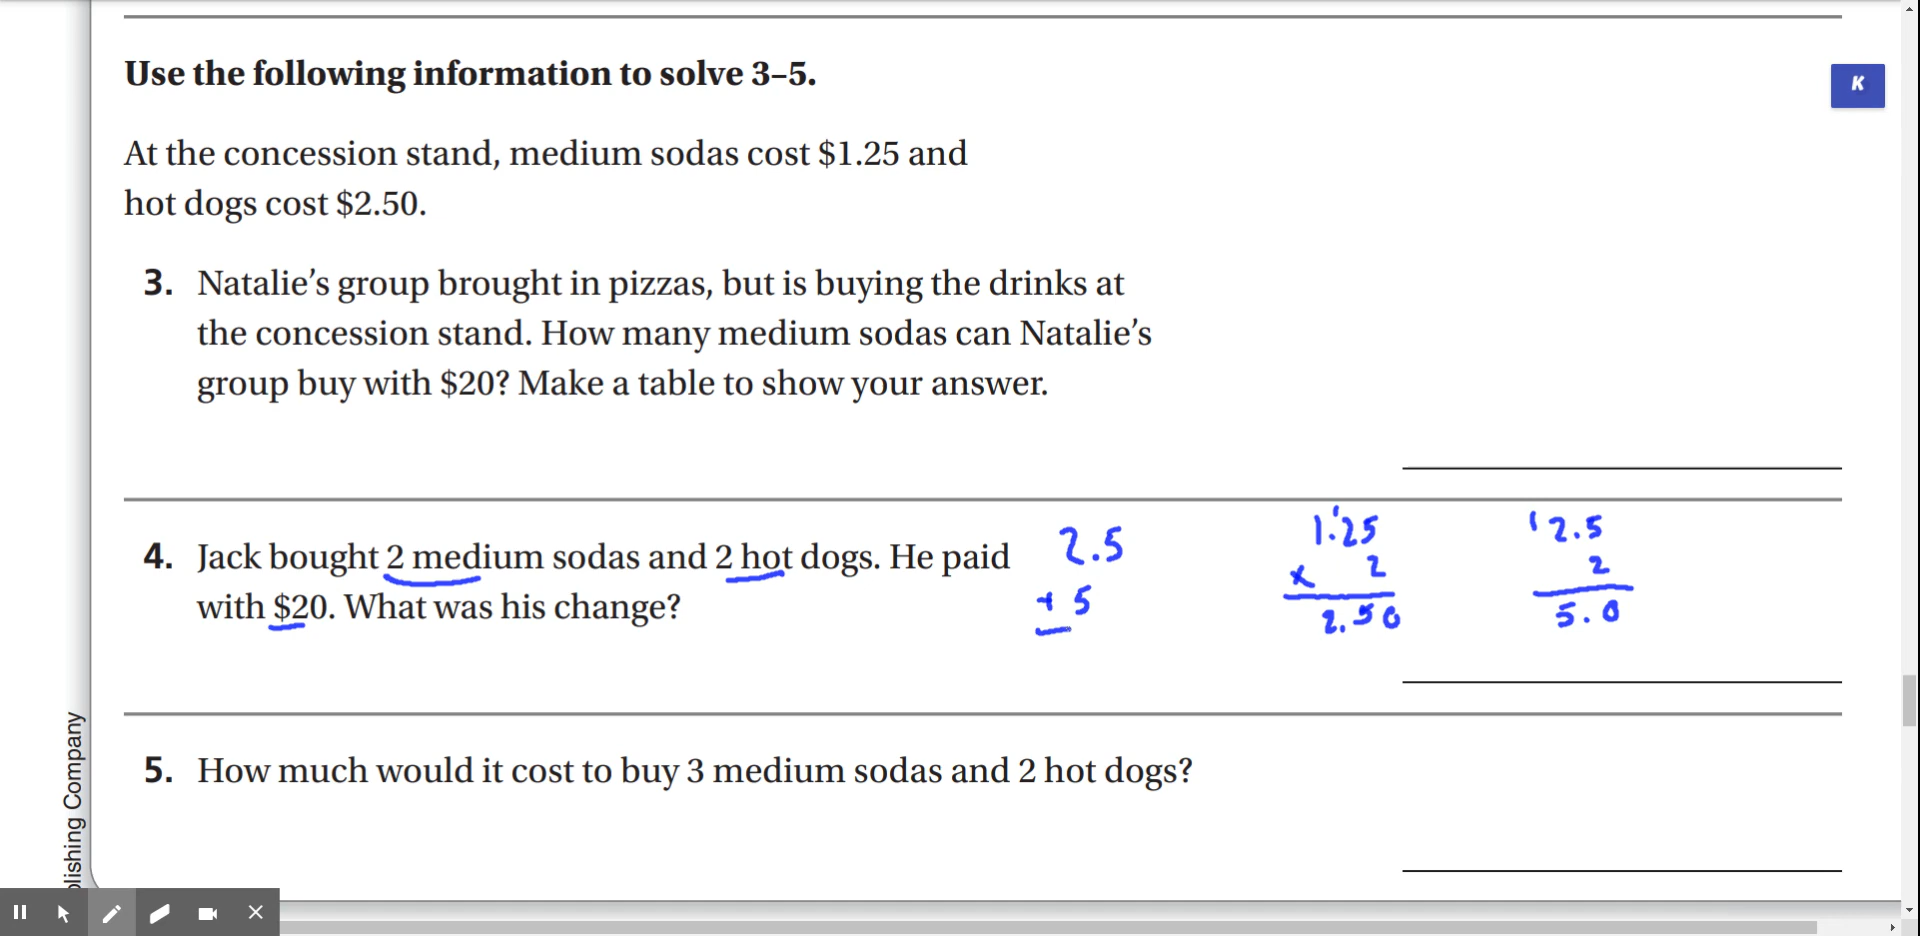 Use the following information to solve 3–5.
K
At the concession stand, medium sodas cost $1.25 and
hot dogs cost $2.50.
3. Natalie’s group brought in pizzas, but is buying the drinks at
the concession stand. How many medium sodas can Natalie’s
group buy with $20? Make a table to show your answer.
4. Jack bought 2 medium sodas and 2 hot dogs. He paid
with $20. What was his change?
2.5
+ 5
1
1.25
x 2
2.50
1
2.5
2
5.0
5. How much would it cost to buy 3 medium sodas and 2 hot dogs?
lishing Company